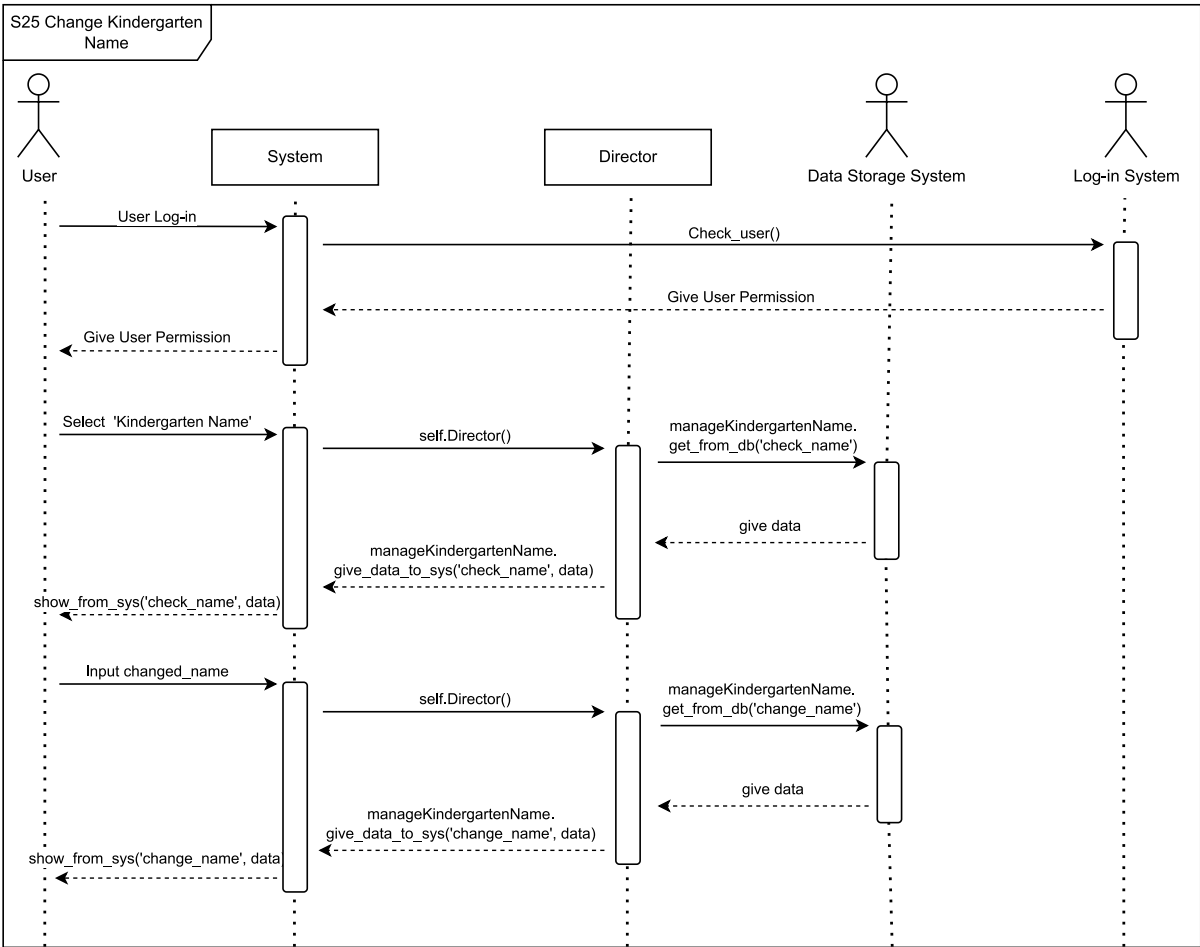 S25 Change Kindergarten
Name
User
System
Director
Data Storage System
Log-in System
User Log-in
Check_user()
Give User Permission
Give User Permission
Select 'Kindergarten Name'
self.Director()
manageKindergartenName.
get_from_db('check_name')
give data
manageKindergartenName.
give_data_to_sys('check_name', data)
show_from_sys('check_name', data)
Input changed_name
self.Director()
manageKindergartenName.
get_from_db('change_name')
give data
manageKindergartenName.
give_data_to_sys('change_name', data)
show_from_sys('change_name', data)